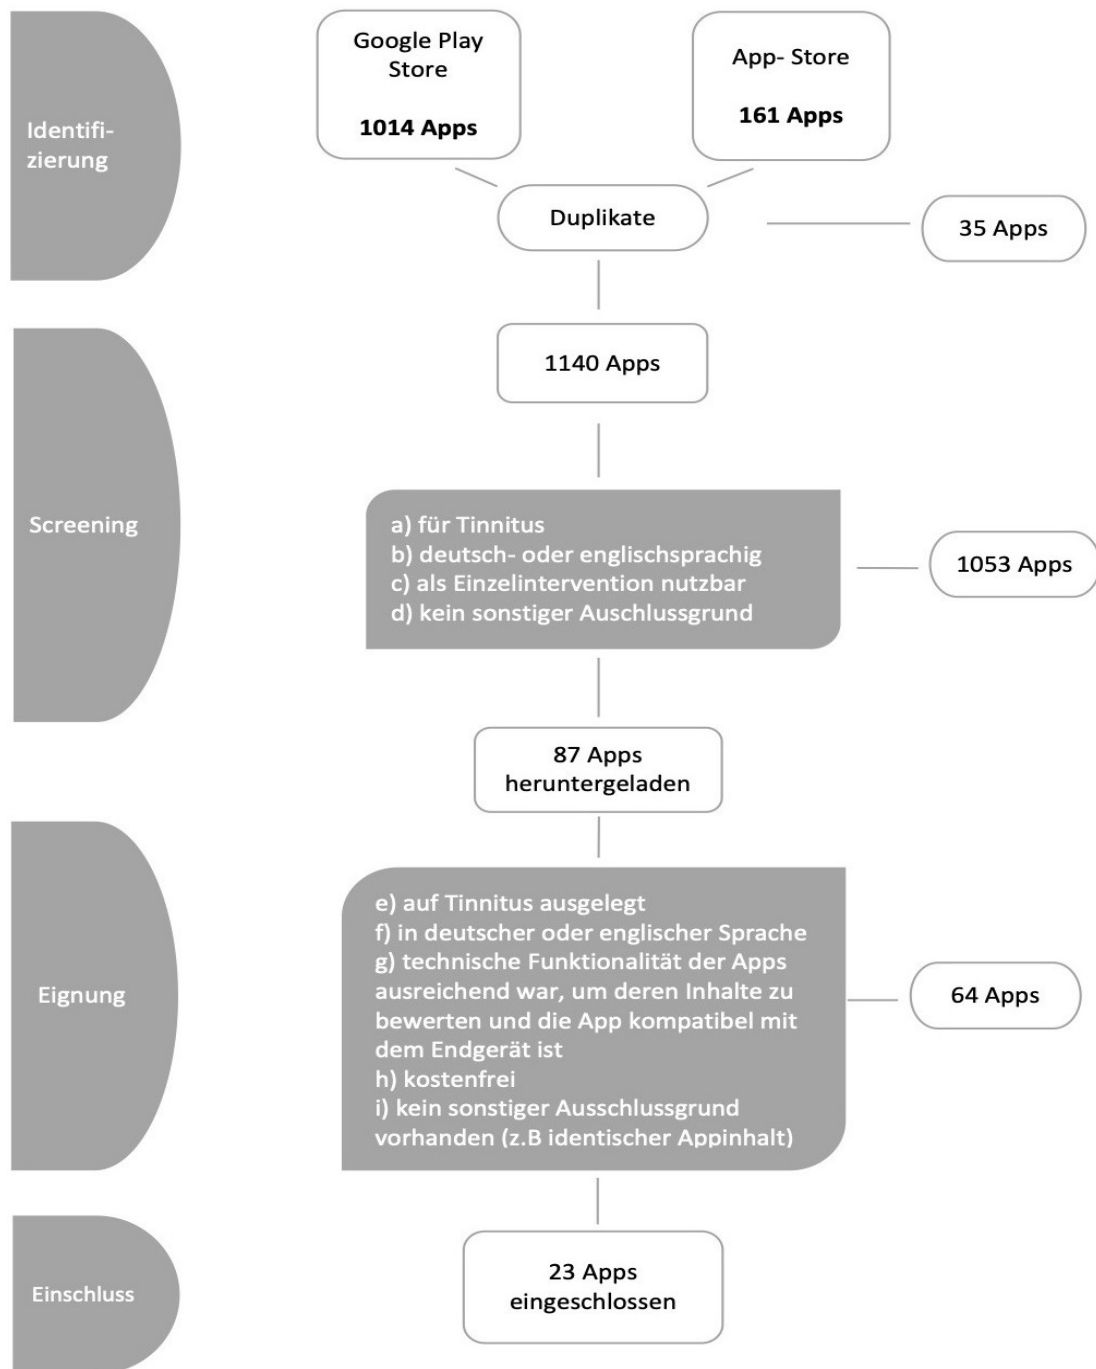 Google Play
Store
1014 Apps
App- Store
161 Apps
Identifi-
zierung
Duplikate
35 Apps
1140 Apps
Screening
a) für Tinnitus
b) deutsch- oder englischsprachig
c) als Einzelintervention nutzbar
d) kein sonstiger Auschlussgrund
1053 Apps
87 Apps
heruntergeladen
Eignung
e) auf Tinnitus ausgelegt
f) in deutscher oder englischer Sprache
g) technische Funktionalität der Apps
ausreichend war, um deren Inhalte zu
bewerten und die App kompatibel mit
dem Endgerät ist
h) kostenfrei
i) kein sonstiger Ausschlussgrund
vorhanden (z.B identischer Appinhalt)
64 Apps
Einschluss
23 Apps
eingeschlossen